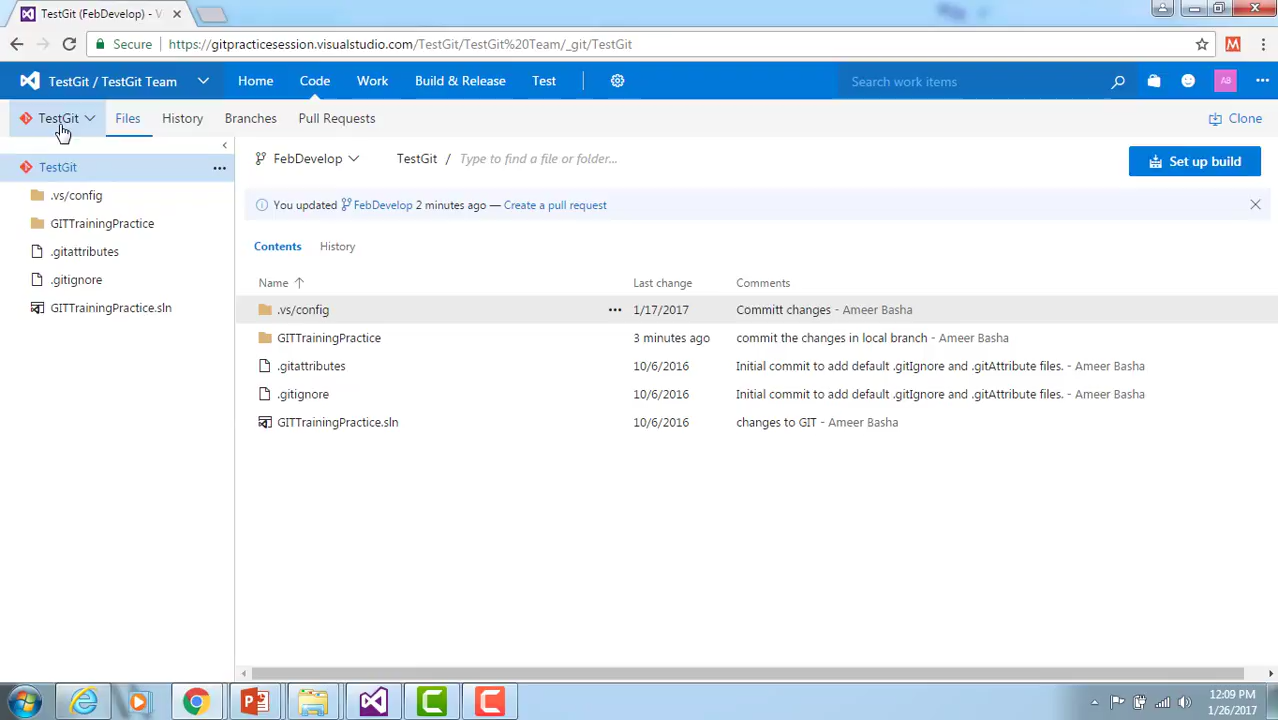 TestGit (FebDevelop) - V
Secure https://gitpracticesession.visualstudio.com/TestGit/TestGit%20Team/_git/TestGit
TestGit / TestGit Team Home Code Work Build & Release Test Search work items AB
TestGit Files History Branches Pull Requests Clone
TestGit
.vs/config
GITTrainingPractice
.gitattributes
.gitignore
GITTrainingPractice.sln
FebDevelop TestGit / Type to find a file or folder... Set up build
You updated FebDevelop 2 minutes ago — Create a pull request
Contents History
Name Last change Comments
.vs/config 1/17/2017 Committ changes - Ameer Basha
GITTrainingPractice 3 minutes ago commit the changes in local branch - Ameer Basha
.gitattributes 10/6/2016 Initial commit to add default .gitIgnore and .gitAttribute files. - Ameer Basha
.gitignore 10/6/2016 Initial commit to add default .gitIgnore and .gitAttribute files. - Ameer Basha
GITTrainingPractice.sln 10/6/2016 changes to GIT - Ameer Basha
12:09 PM
1/26/2017